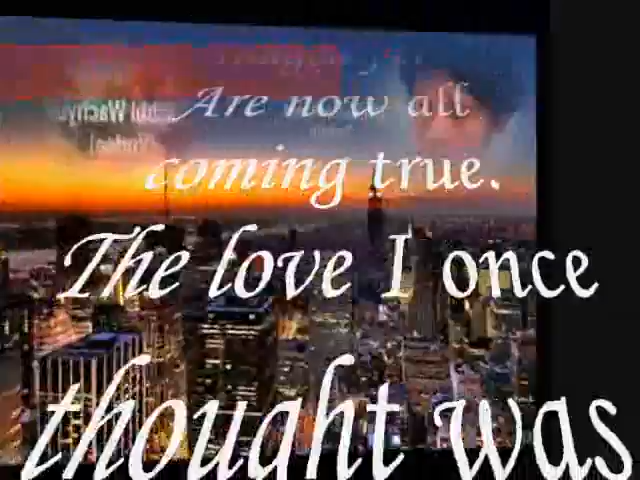 Are now all
coming true.
The love I once
thought was